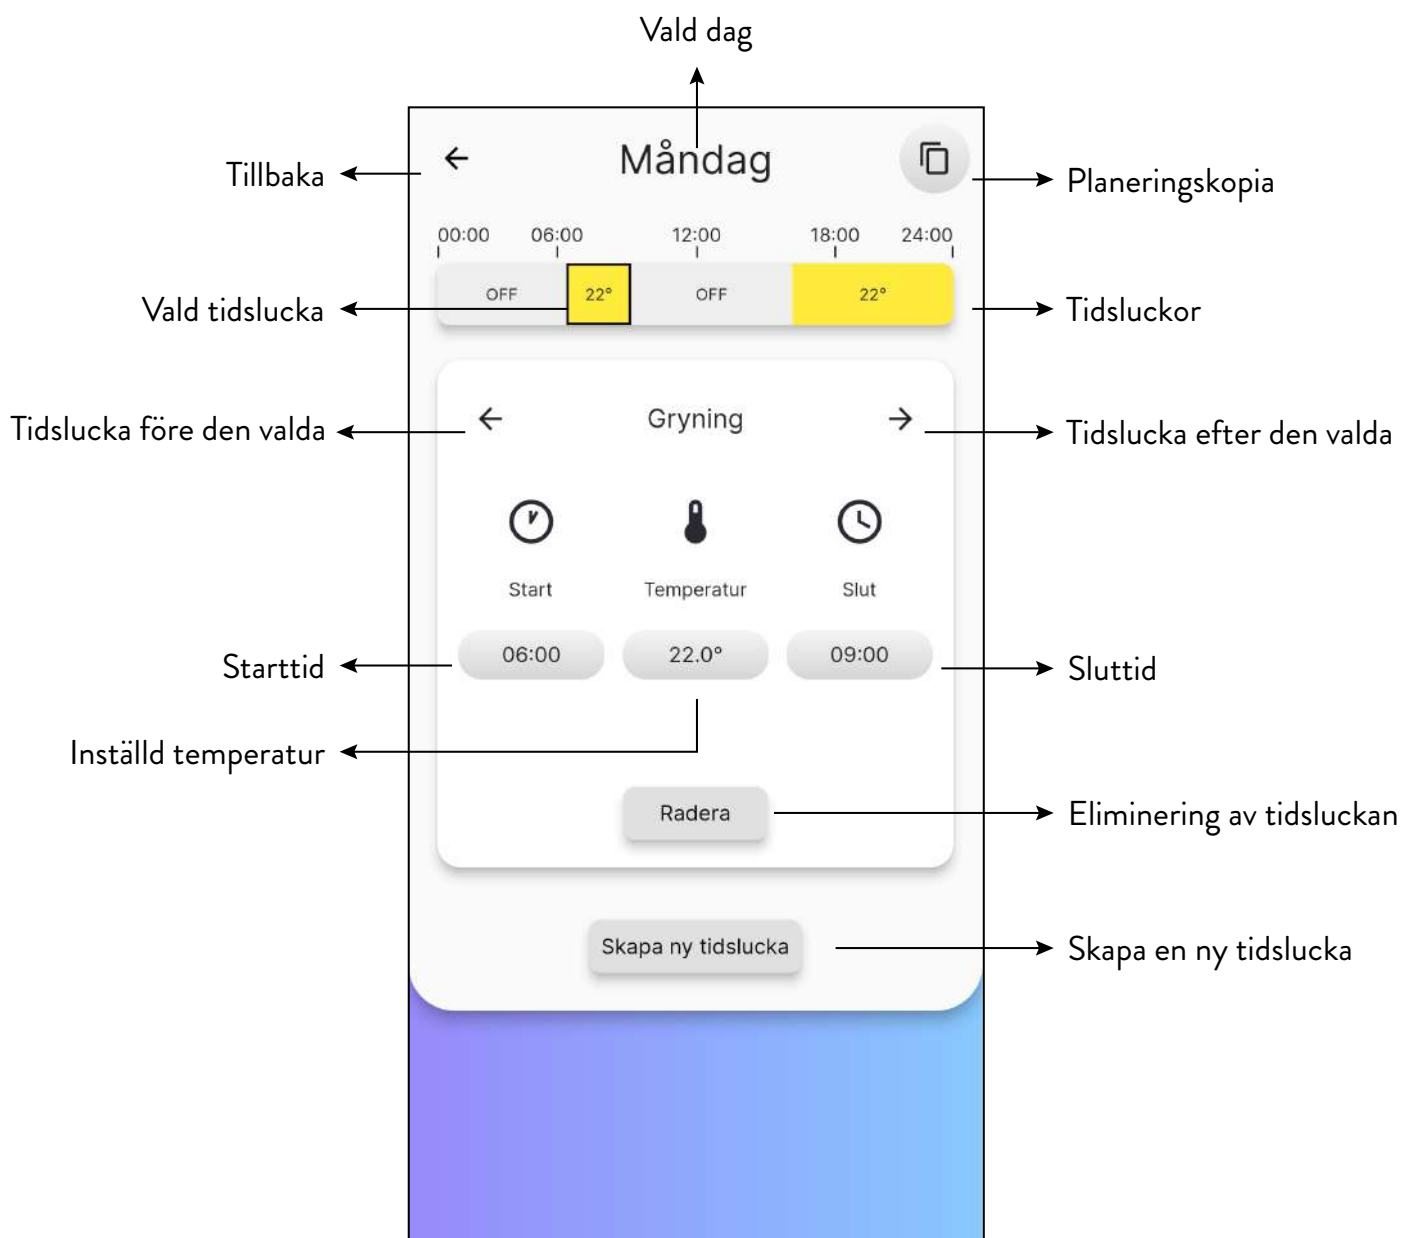 Vald dag
Tillbaka
Måndag
Planeringskopia
00:00 06:00 12:00 18:00 24:00
OFF 22° OFF 22°
Vald tidslucka
Tidsluckor
Tidslucka före den valda
Gryning
Tidslucka efter den valda
Start Temperatur Slut
06:00 22.0° 09:00
Starttid
Sluttid
Inställd temperatur
Radera
Eliminering av tidsluckan
Skapa ny tidslucka
Skapa en ny tidslucka